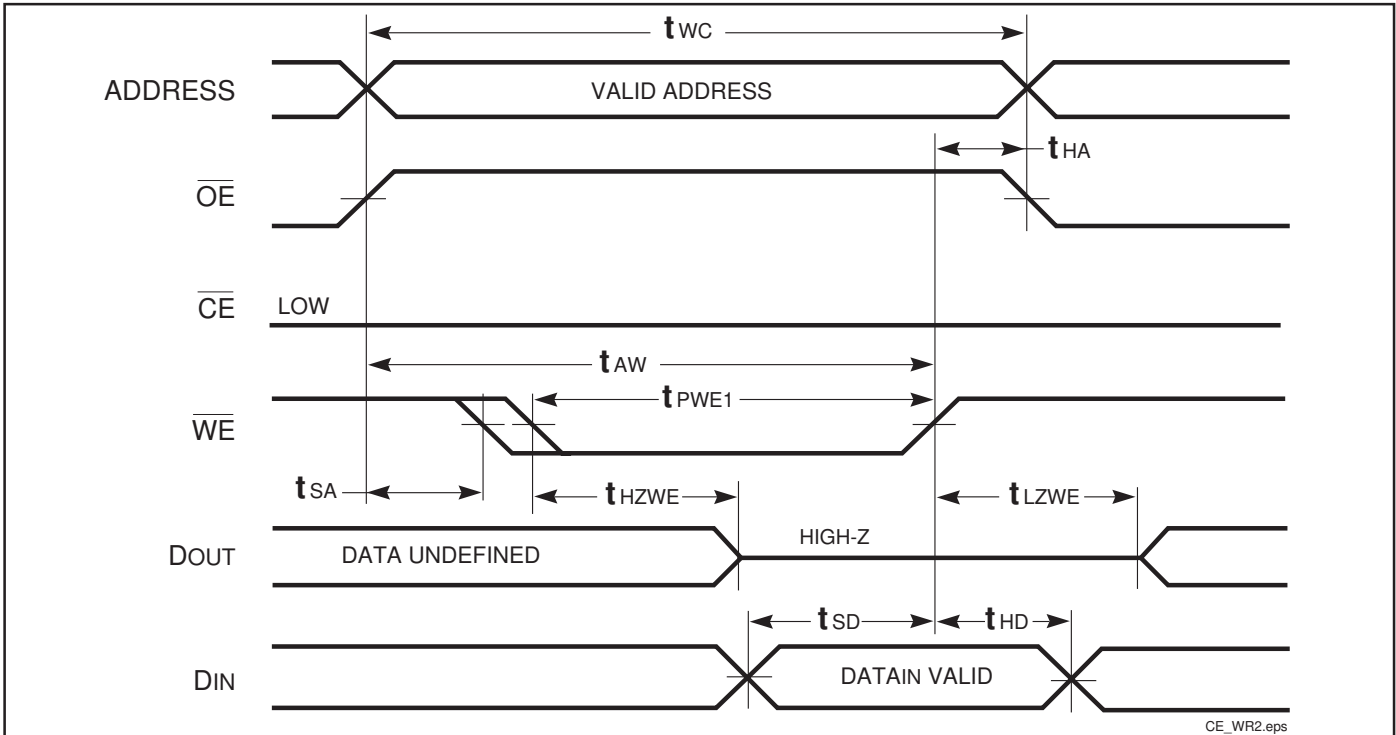 tWC
ADDRESS
VALID ADDRESS
tHA
OE
CE
LOW
tAW
tPWE1
WE
tSA
tHZWE
tLZWE
DOUT
DATA UNDEFINED
HIGH-Z
tSD
tHD
DIN
DATAIN VALID
CE_WR2.eps